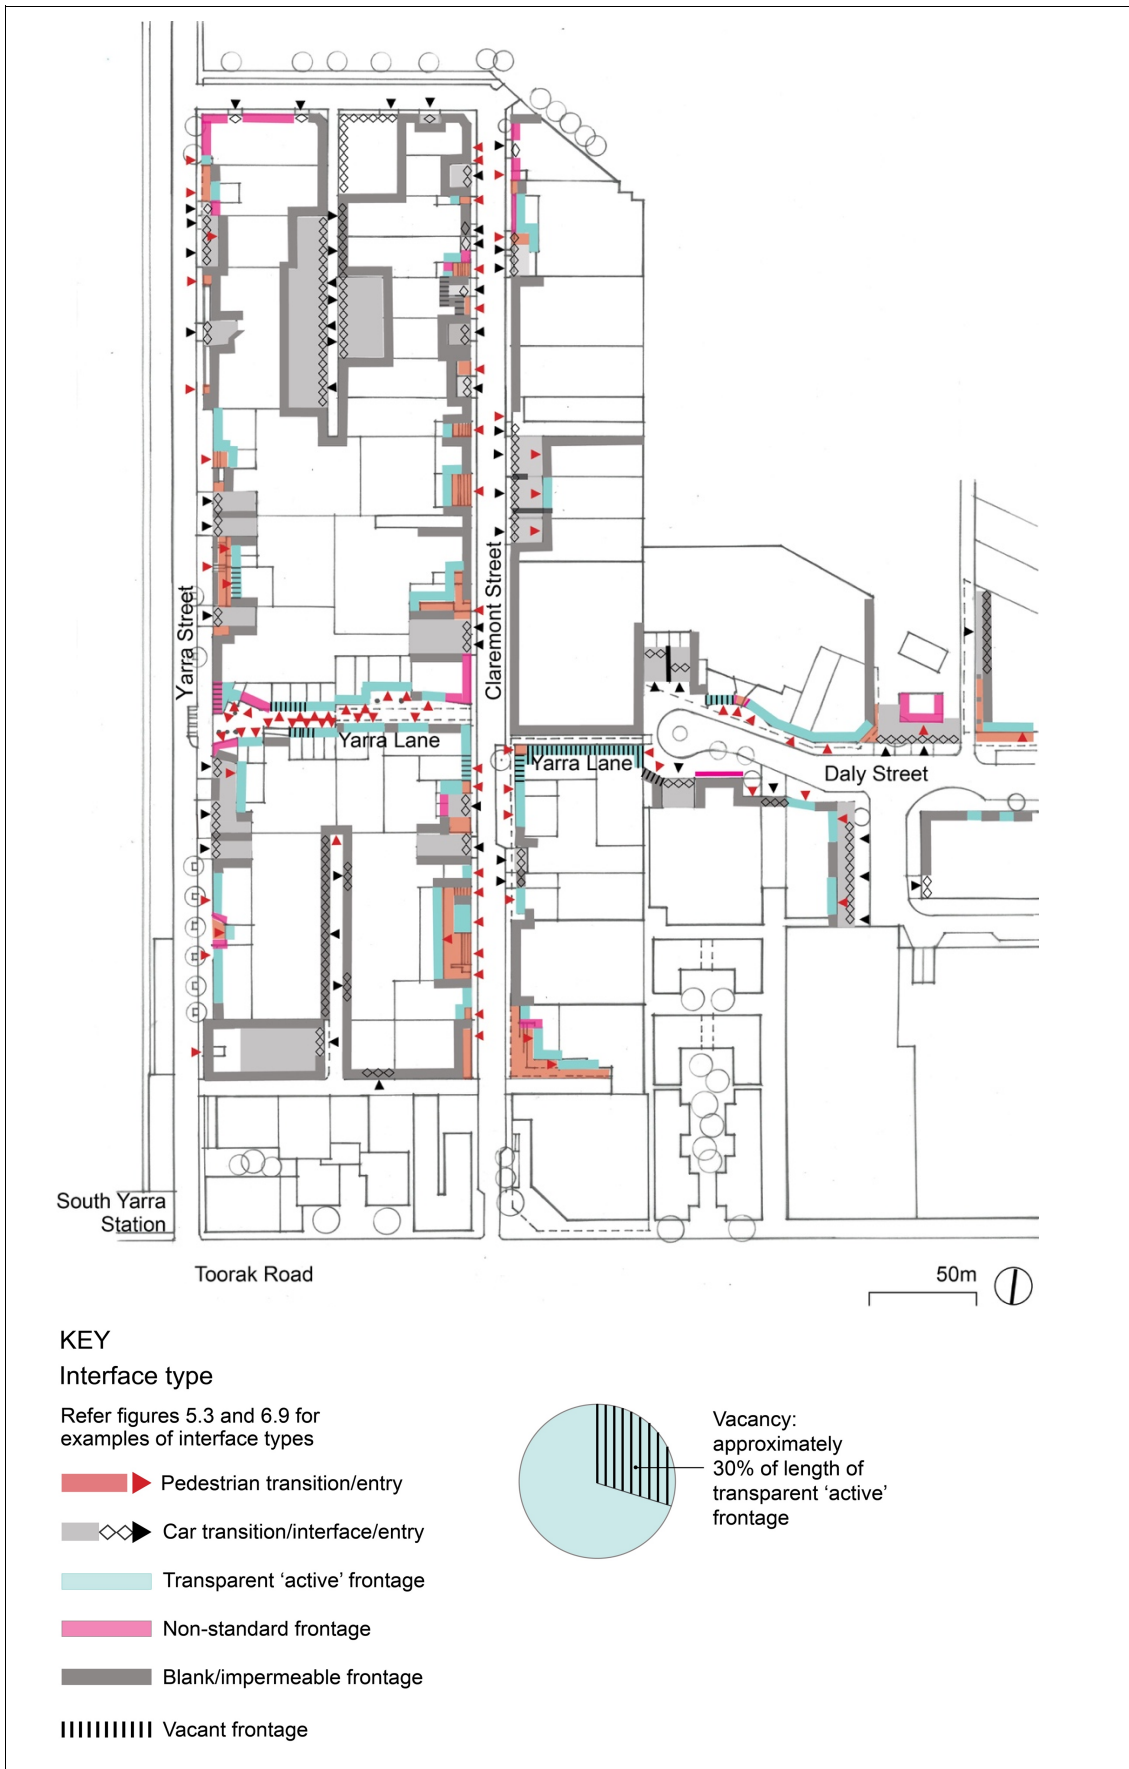 Yarra Street
Claremont Street
Yarra Lane
Yarra Lane
Daly Street
South Yarra
Station
Toorak Road
50m
KEY
Interface type
Refer figures 5.3 and 6.9 for
examples of interface types
Pedestrian transition/entry
Car transition/interface/entry
Transparent ‘active’ frontage
Non-standard frontage
Blank/impermeable frontage
Vacant frontage
Vacancy:
approximately
30% of length of
transparent ‘active’
frontage